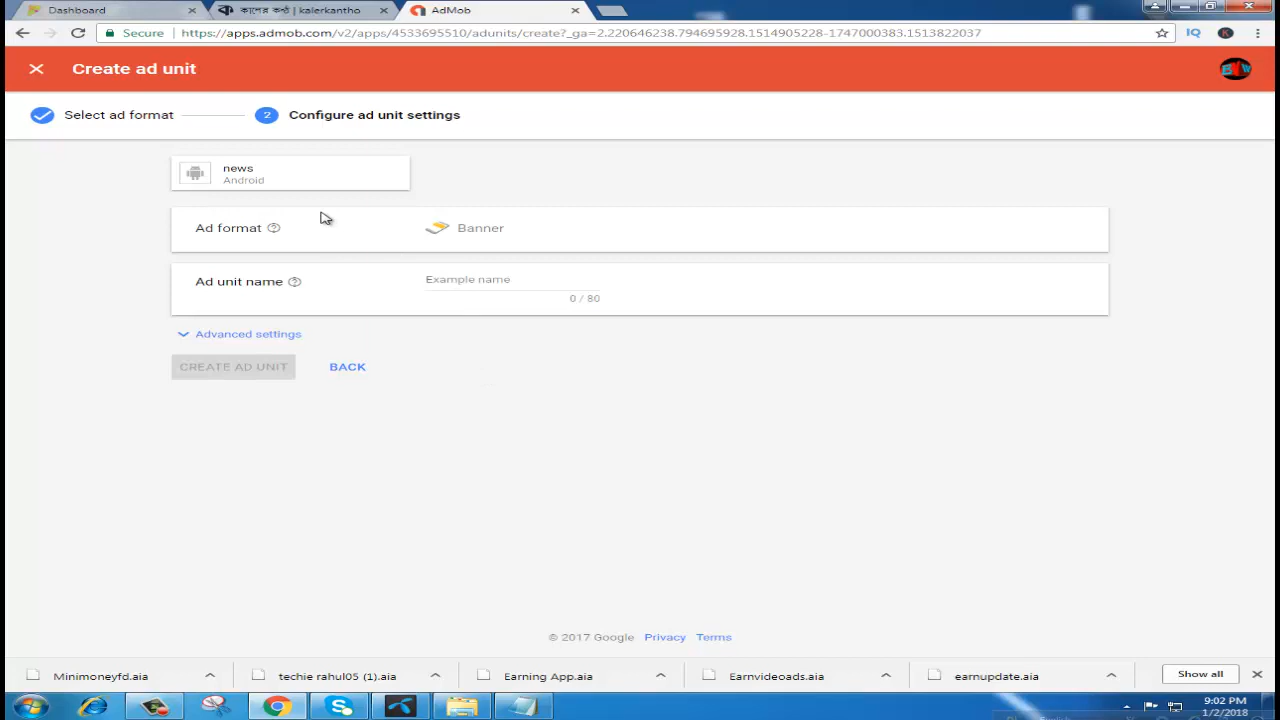 Dashboard
কালের কণ্ঠ | kalerkantho
AdMob
Secure
https://apps.admob.com/v2/apps/4533695510/adunits/create?_ga=2.220646238.794695928.1514905228-1747000383.1513822037
IQ
K
Create ad unit
Select ad format
2
Configure ad unit settings
news
Android
Ad format
Banner
Ad unit name
Example name
0 / 80
Advanced settings
CREATE AD UNIT
BACK
© 2017 Google
Privacy
Terms
Minimoneyfd.aia
techie rahul05 (1).aia
Earning App.aia
Earnvideoads.aia
earnupdate.aia
Show all
9:02 PM
English
1/2/2018